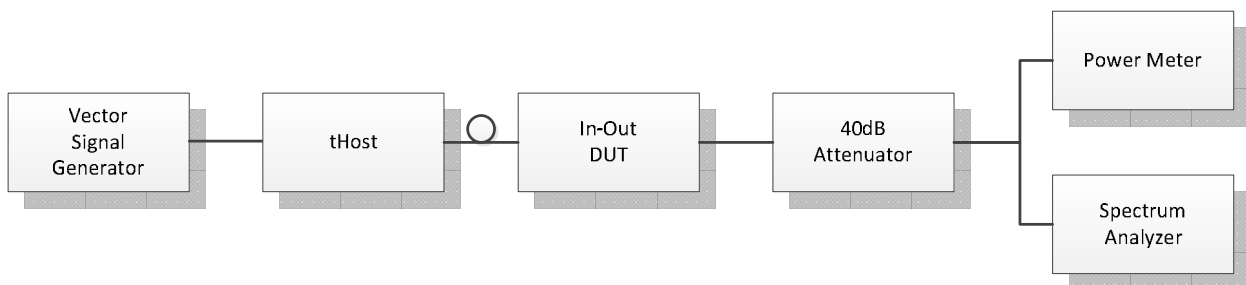 Vector
Signal
Generator
tHost
In-Out
DUT
40dB
Attenuator
Power Meter
Spectrum
Analyzer